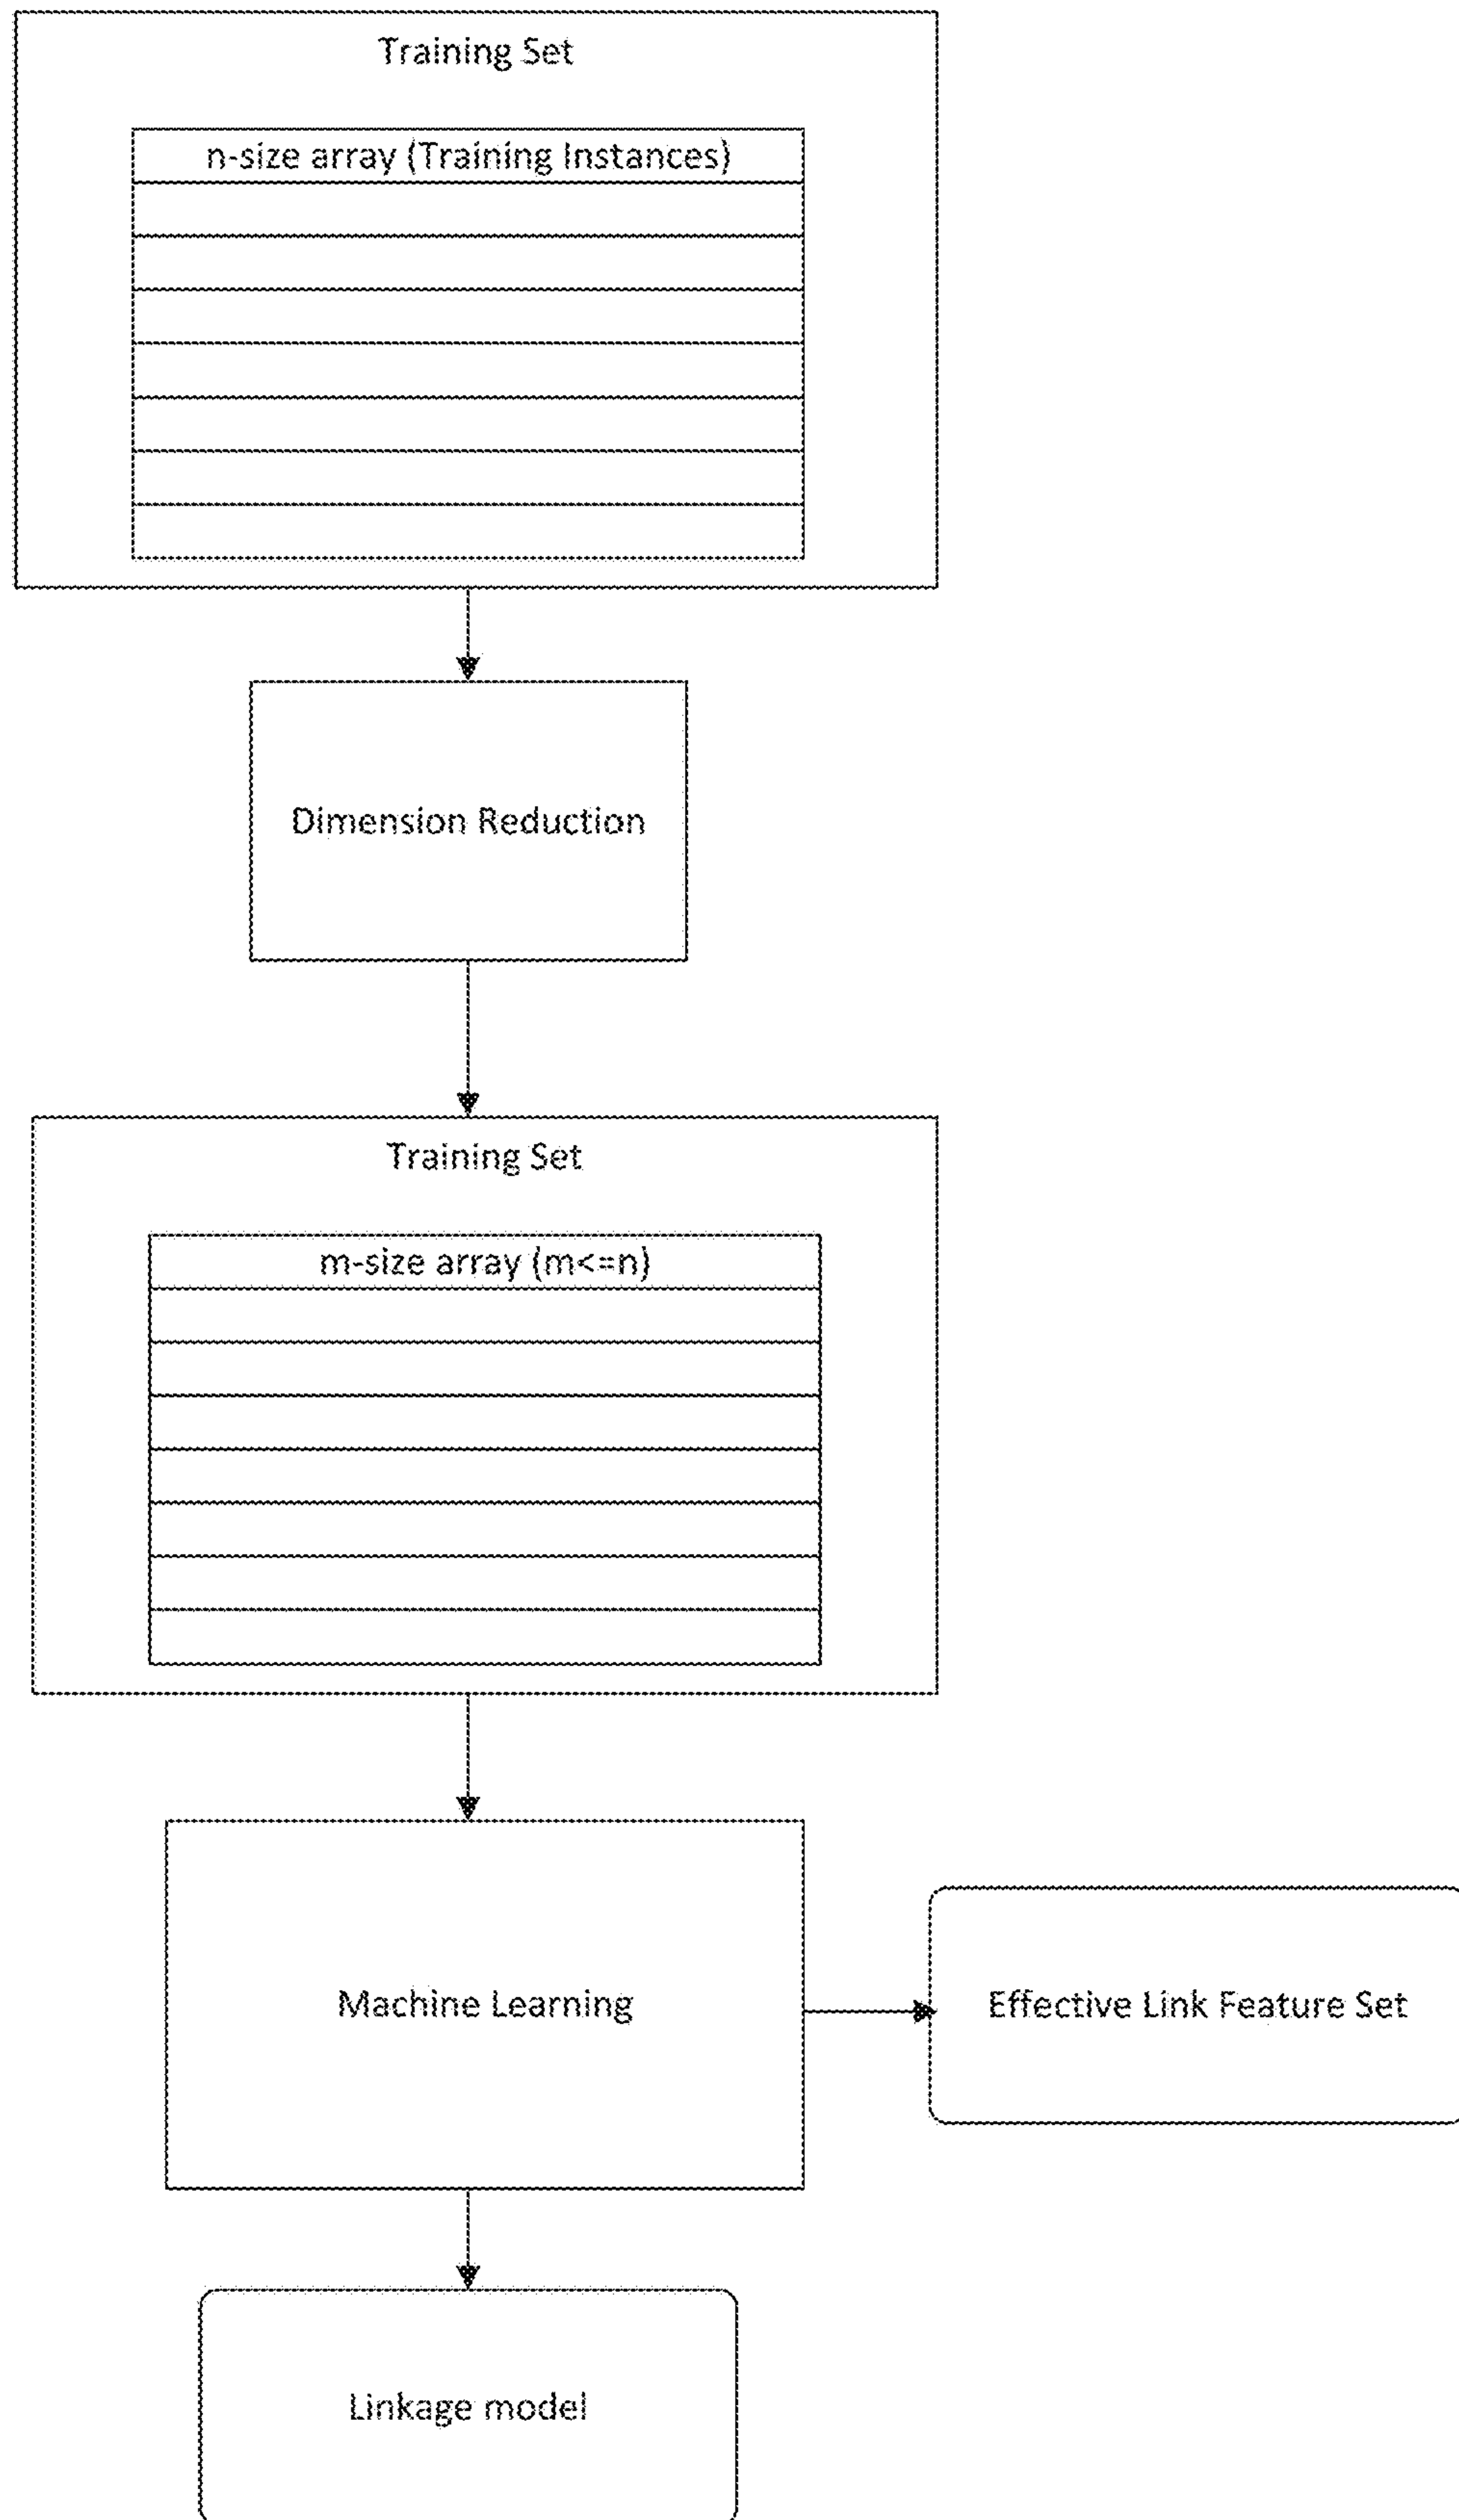 Training Set
n-size array (Training Instances)
Dimension Reduction
Training Set
m-size array (m<=n)
Machine Learning
Effective Link Feature Set
Linkage model